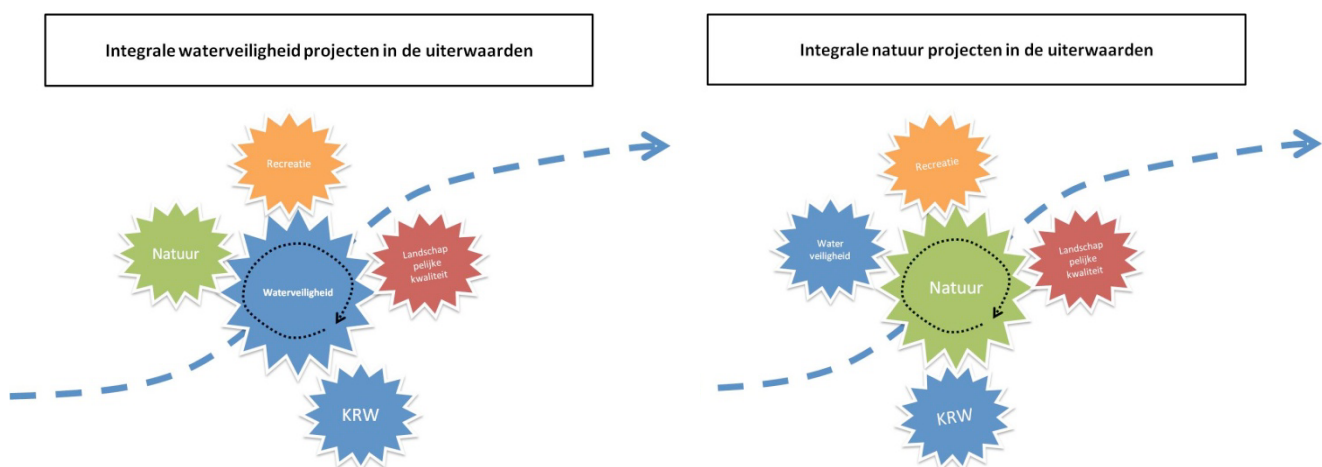 Integrale waterveiligheid projecten in de uiterwaarden
Recreatie
Natuur
Landschap
pelijke
kwaliteit
Waterveiligheid
KRW
Integrale natuur projecten in de uiterwaarden
Recreatie
Water
veiligheid
Landschap
pelijke
kwaliteit
Natuur
KRW